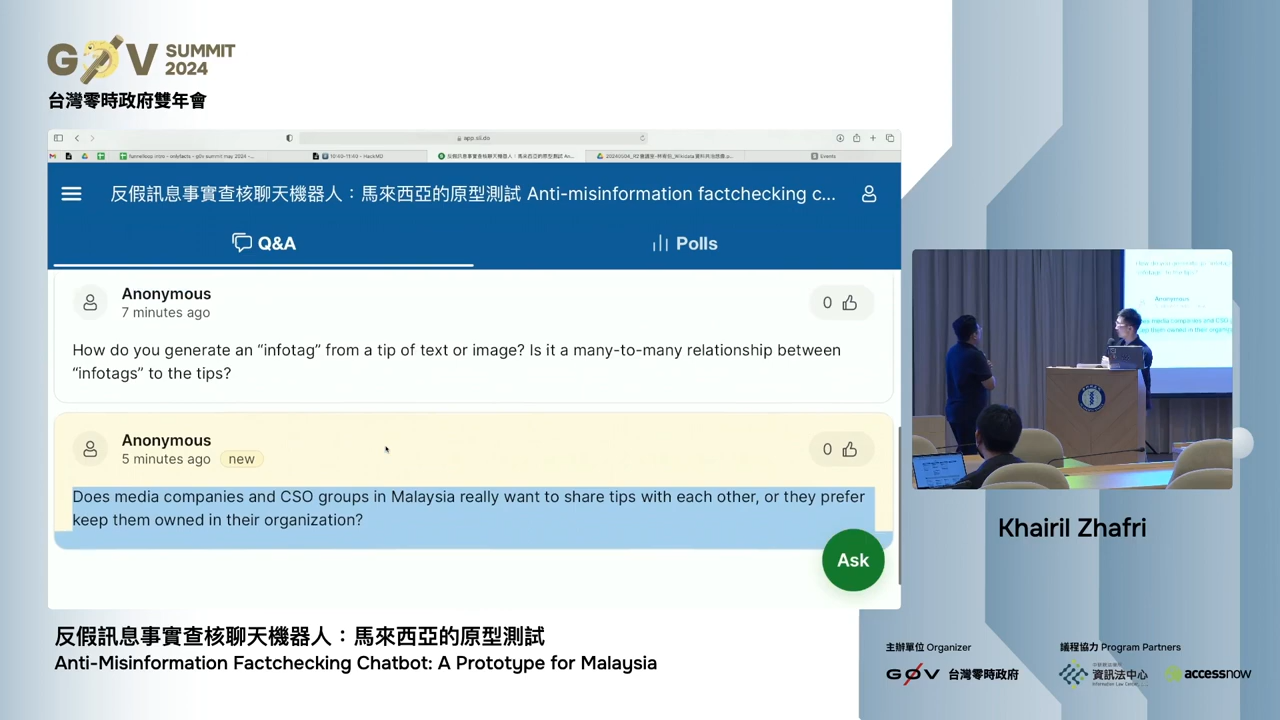 G0V SUMMIT
2024
台灣零時政府雙年會
app.sli.do
反假訊息事實查核聊天機器人：馬來西亞的原型測試 Anti-misinformation factchecking c...
Q&A
Polls
Anonymous
7 minutes ago
0
How do you generate an “infotag” from a tip of text or image? Is it a many-to-many relationship between
“infotags” to the tips?
Anonymous
5 minutes ago new
0
Does media companies and CSO groups in Malaysia really want to share tips with each other, or they prefer
keep them owned in their organization?
Ask
Anonymous
Khairil Zhafri
反假訊息事實查核聊天機器人：馬來西亞的原型測試
Anti-Misinformation Factchecking Chatbot: A Prototype for Malaysia
主辦單位 Organizer
議程協力 Program Partners
G0V 台灣零時政府
資訊法中心
Information Law Center
accessnow